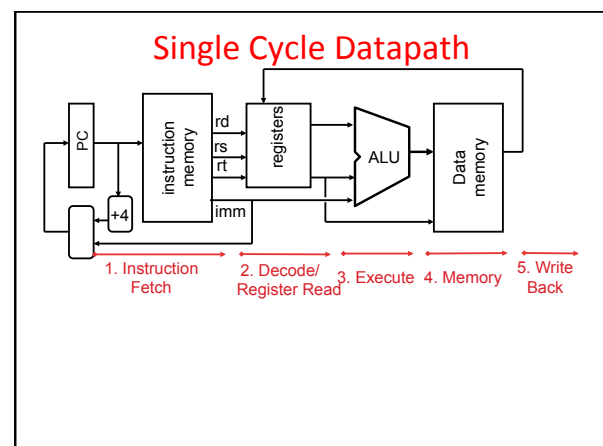 Single Cycle Datapath
PC
+4
instruction
memory
rd
rs
rt
imm
registers
ALU
Data
memory
1. Instruction
Fetch
2. Decode/
Register Read
3. Execute
4. Memory
5. Write
Back